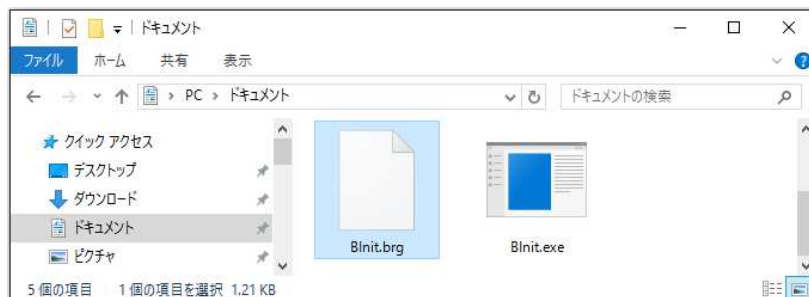 ドキュメント
ファイル ホーム 共有 表示
PC › ドキュメント ドキュメントの検索
クイック アクセス
デスクトップ
ダウンロード
ドキュメント
ピクチャ
BInit.brg BInit.exe
5 個の項目 1 個の項目を選択 1.21 KB